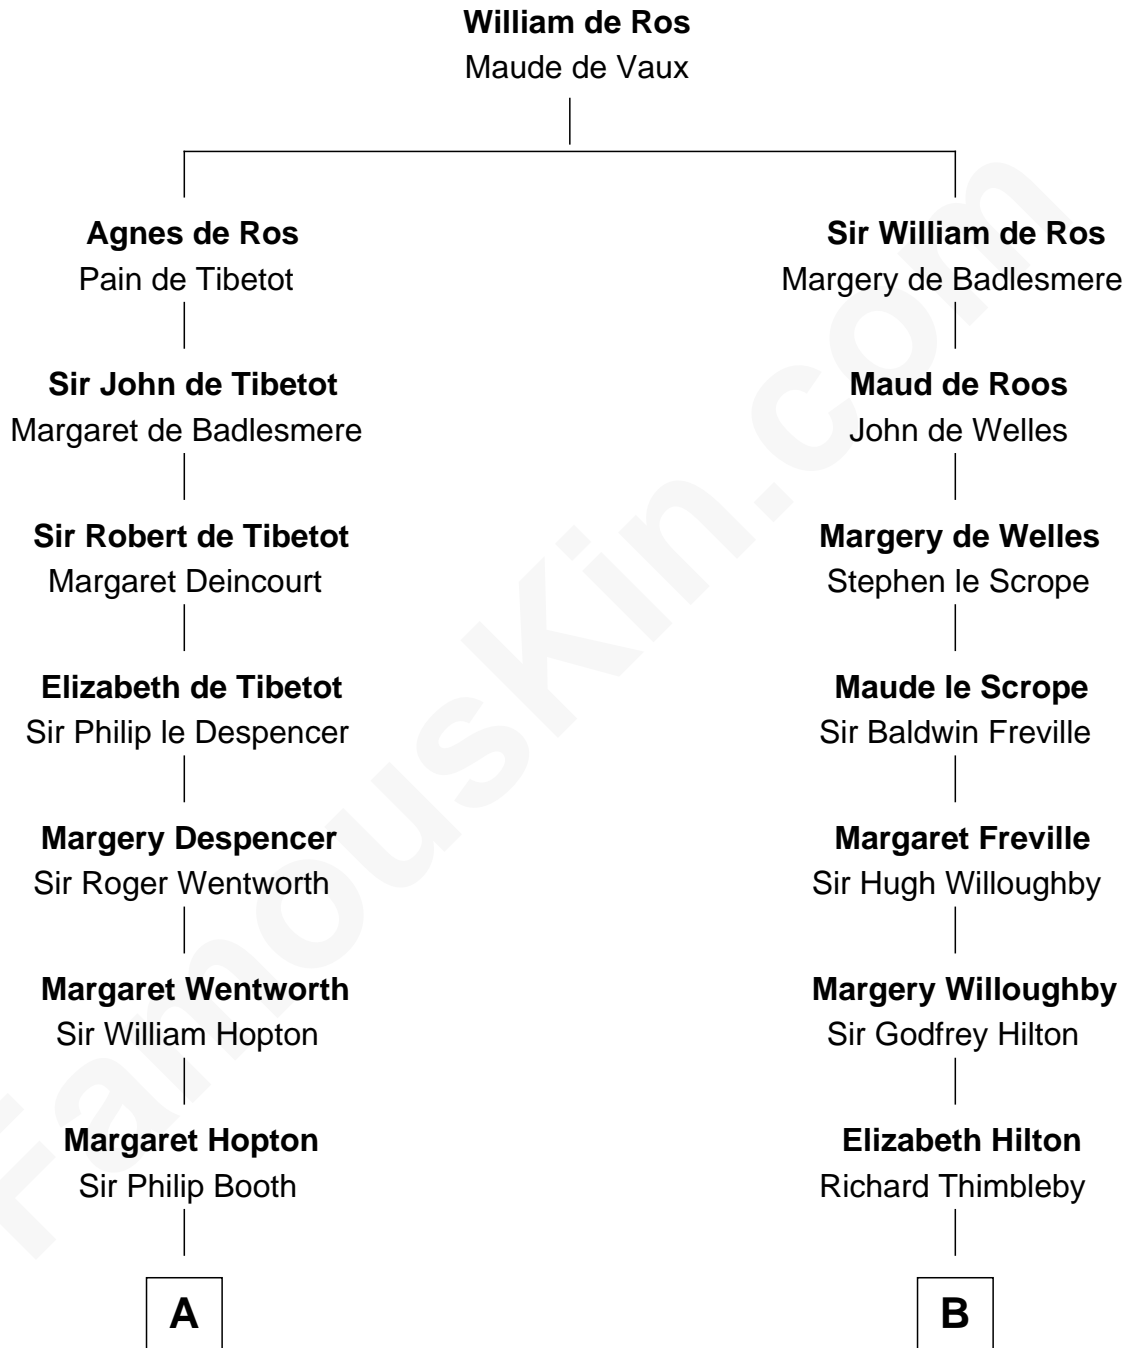 William de Ros
Maude de Vaux
Agnes de Ros
Pain de Tibetot
Sir William de Ros
Margery de Badlesmere
Sir John de Tibetot
Margaret de Badlesmere
Maud de Roos
John de Welles
Sir Robert de Tibetot
Margaret Deincourt
Margery de Welles
Stephen le Scrope
Elizabeth de Tibetot
Sir Philip le Despencer
Maude le Scrope
Sir Baldwin Freville
Margery Despencer
Sir Roger Wentworth
Margaret Freville
Sir Hugh Willoughby
Margaret Wentworth
Sir William Hopton
Margery Willoughby
Sir Godfrey Hilton
Margaret Hopton
Sir Philip Booth
Elizabeth Hilton
Richard Thimbleby
A
B
FamousKin.com